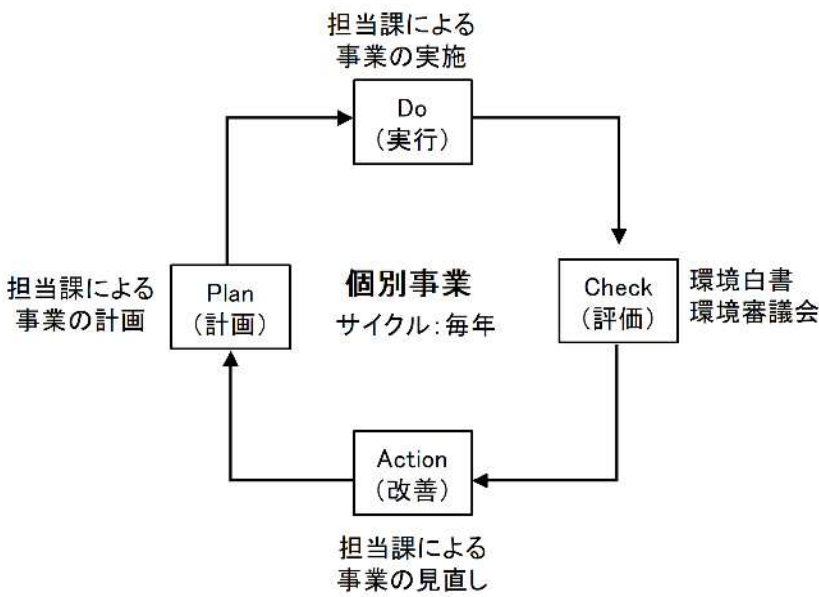 担当課による
事業の実施
Do
(実行)
担当課による
事業の計画
Plan
(計画)
個別事業
サイクル:毎年
Check
(評価)
環境白書
環境審議会
Action
(改善)
担当課による
事業の見直し